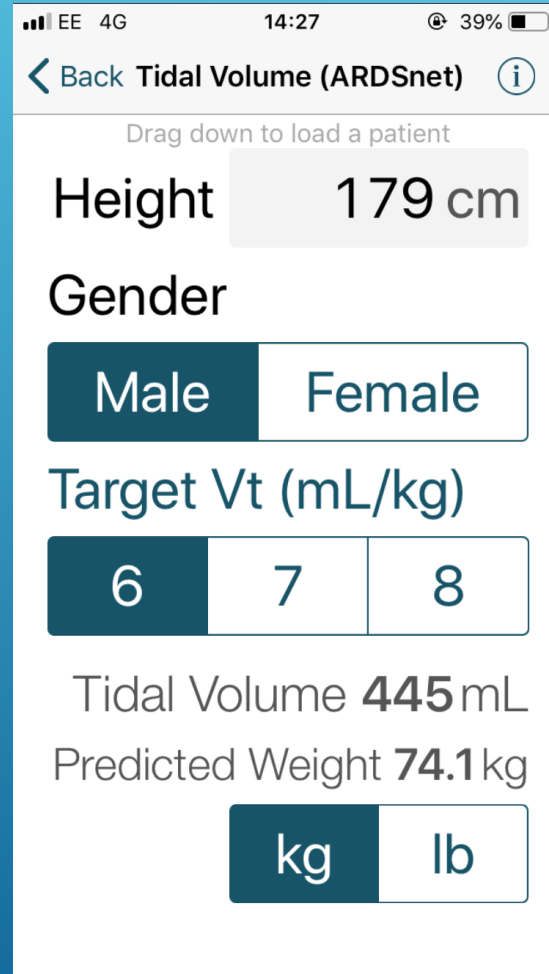 EE 4G 14:27 39%
Back Tidal Volume (ARDSnet) i
Drag down to load a patient
Height 179 cm
Gender
Male Female
Target Vt (mL/kg)
6 7 8
Tidal Volume 445 mL
Predicted Weight 74.1 kg
kg lb